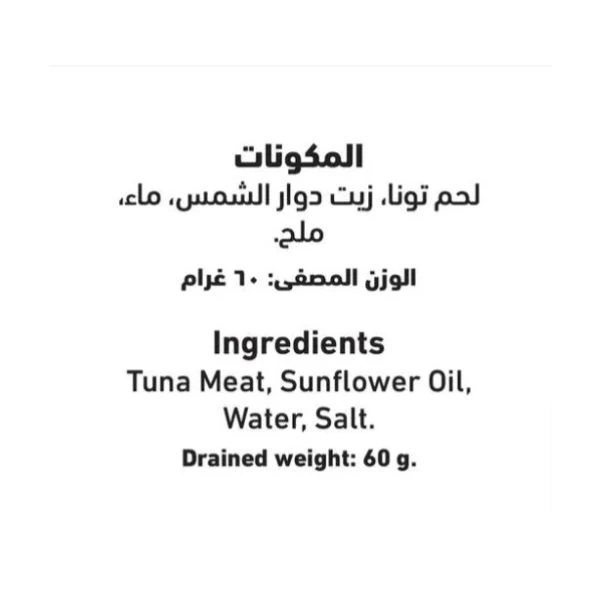 المكونات
لحم تونا، زيت دوار الشمس، ماء،
ملح.
الوزن المصفى: ٦٠ غرام
Ingredients
Tuna Meat, Sunflower Oil,
Water, Salt.
Drained weight: 60 g.